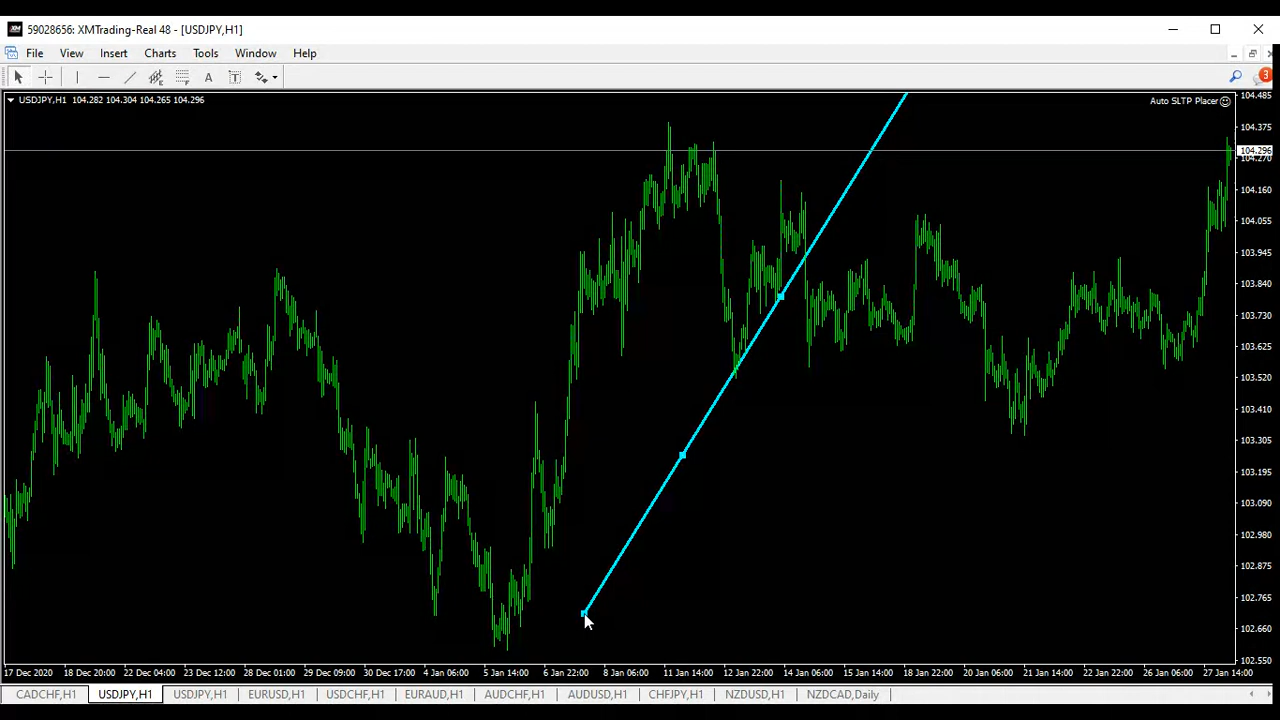 59028656: XMTrading-Real 48 - [USDJPY,H1]
File View Insert Charts Tools Window Help
A T 3
USDJPY,H1 104.282 104.304 104.265 104.296
Auto SLTP Placer
104.485
104.375
104.296
104.270
104.160
104.055
103.945
103.840
103.730
103.625
103.520
103.410
103.305
103.195
103.090
102.980
102.875
102.765
102.660
102.550
17 Dec 2020 18 Dec 20:00 22 Dec 04:00 23 Dec 12:00 28 Dec 01:00 29 Dec 09:00 30 Dec 17:00 4 Jan 06:00 5 Jan 14:00 6 Jan 22:00 8 Jan 06:00 11 Jan 14:00 12 Jan 22:00 14 Jan 06:00 15 Jan 14:00 18 Jan 22:00 20 Jan 06:00 21 Jan 14:00 22 Jan 22:00 26 Jan 06:00 27 Jan 14:00
CADCHF,H1 USDJPY,H1 USDJPY,H1 EURUSD,H1 USDCHF,H1 EURAUD,H1 AUDCHF,H1 AUDUSD,H1 CHFJPY,H1 NZDUSD,H1 NZDCAD,Daily